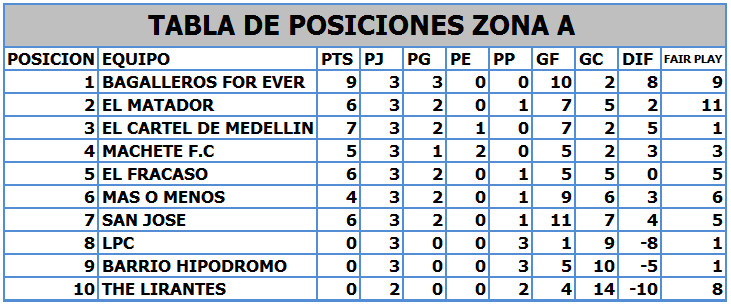 TABLA DE POSICIONES ZONA A
POSICION EQUIPO PTS PJ PG PE PP GF GC DIF FAIR PLAY
1 BAGALLEROS FOR EVER 9 3 3 0 0 10 2 8 9
2 EL MATADOR 6 3 2 0 1 7 5 2 11
3 EL CARTEL DE MEDELLIN 7 3 2 1 0 7 2 5 1
4 MACHETE F.C 5 3 1 2 0 5 2 3 3
5 EL FRACASO 6 3 2 0 1 5 5 0 5
6 MAS O MENOS 4 3 2 0 1 9 6 3 6
7 SAN JOSE 6 3 2 0 1 11 7 4 5
8 LPC 0 3 0 0 3 1 9 -8 1
9 BARRIO HIPODROMO 0 3 0 0 3 5 10 -5 1
10 THE LIRANTES 0 2 0 0 2 4 14 -10 8